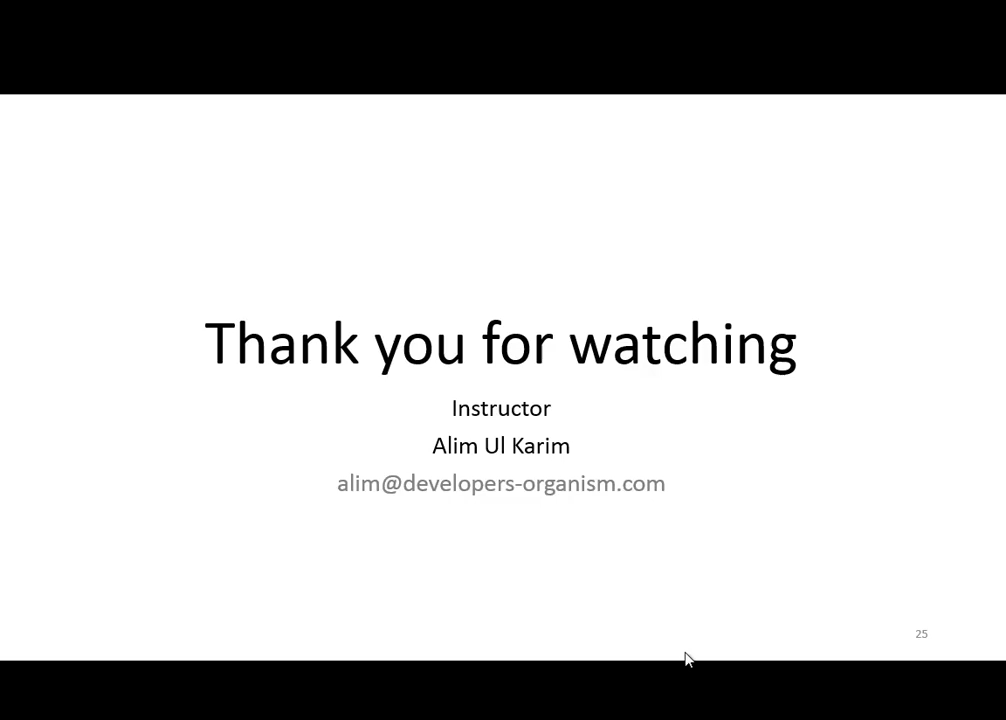 Thank you for watching
Instructor
Alim Ul Karim
alim@developers-organism.com
25